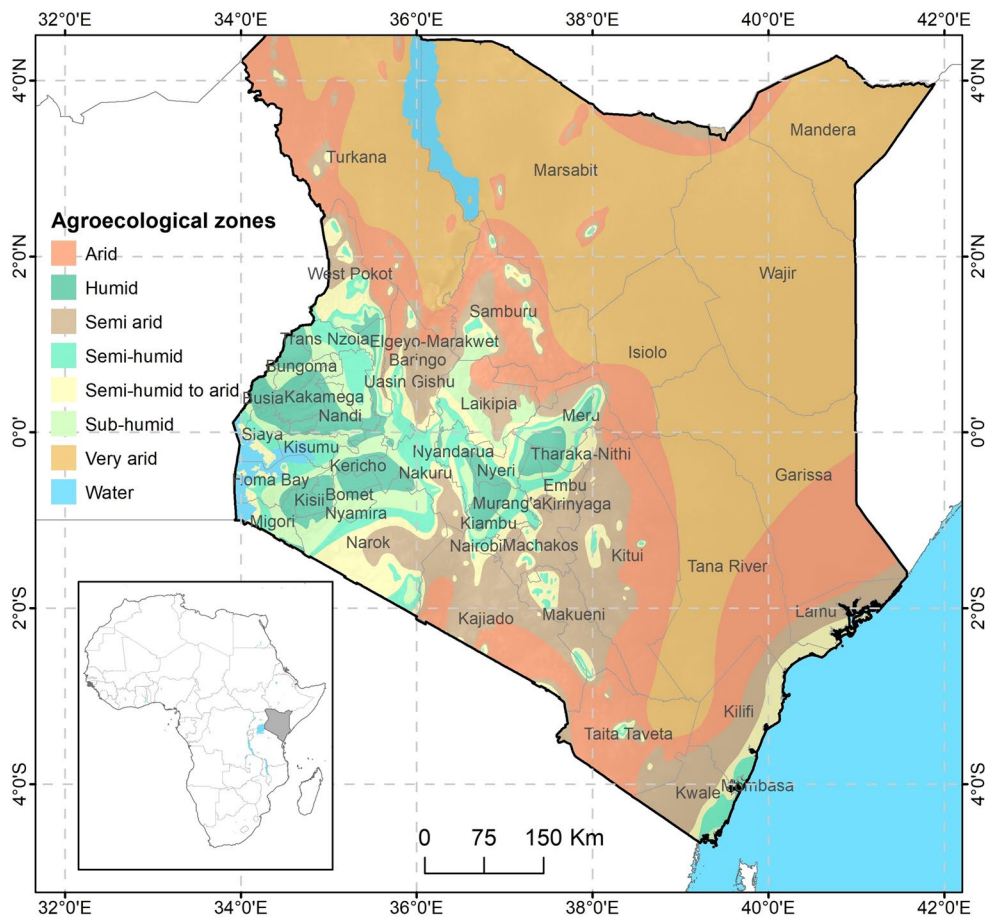 32°0'E 34°0'E 36°0'E 38°0'E 40°0'E 42°0'E
4°N
4°0'N
Mandera
Turkana
Marsabit
Agroecological zones
Arid
Humid
Semi arid
Semi-humid
Semi-humid to arid
Sub-humid
Very arid
Water
2°0'N
2°0'N
West Pokot
Wajir
Samburu
Trans Nzoia
Elgeyo-Marakwet
Baringo
Isiolo
Bungoma
Uasin Gishu
Busia
Kakamega
Laikipia
Nandi
Meru
0°0'
0°0'
Siaya
Kisumu
Nyandarua
Tharaka-Nithi
Kericho
Nakuru
Nyeri
Garissa
Homa Bay
Embu
Kisii
Bomet
Murang'a
Kirinyaga
Nyamira
Migori
Kiambu
Narok
Nairobi
Machakos
Kitui
Tana River
2°0'S
2°0'S
Kajiado
Makueni
Lamu
Kilifi
Taita Taveta
4°0'S
4°0'S
Kwale
Mombasa
0 75 150 Km
32°0'E 34°0'E 36°0'E 38°0'E 40°0'E 42°0'E